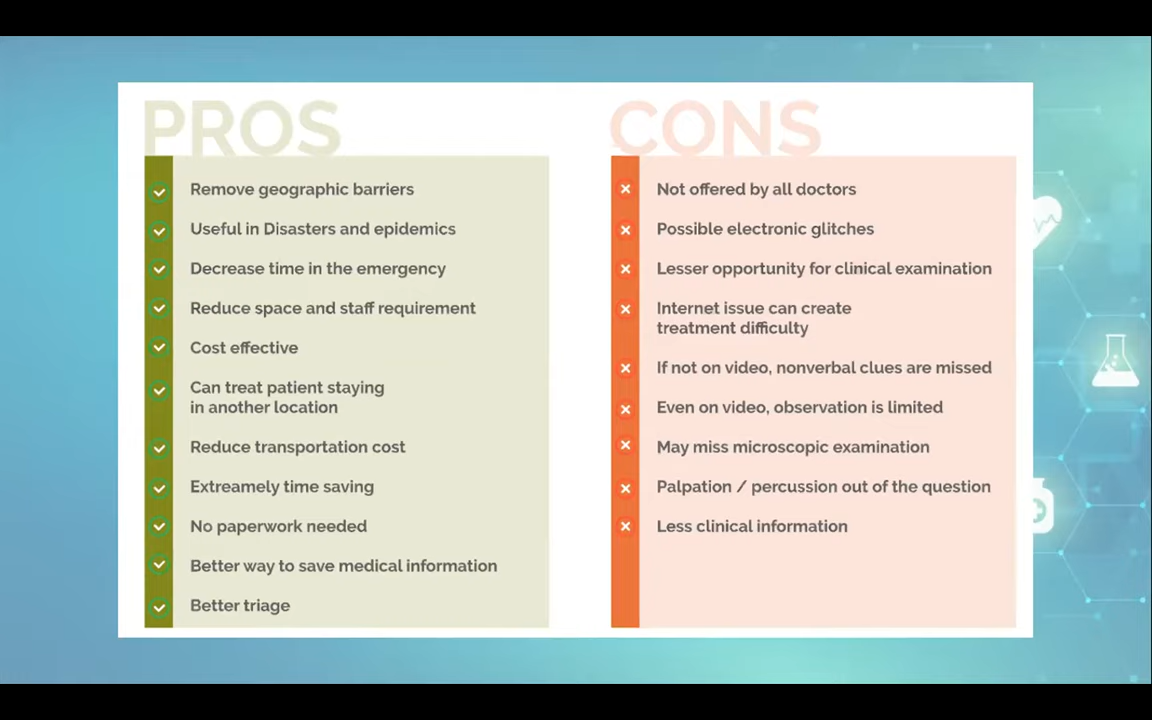 PROS
Remove geographic barriers
Useful in Disasters and epidemics
Decrease time in the emergency
Reduce space and staff requirement
Cost effective
Can treat patient staying
in another location
Reduce transportation cost
Extreamely time saving
No paperwork needed
Better way to save medical information
Better triage
CONS
Not offered by all doctors
Possible electronic glitches
Lesser opportunity for clinical examination
Internet issue can create
treatment difficulty
If not on video, nonverbal clues are missed
Even on video, observation is limited
May miss microscopic examination
Palpation / percussion out of the question
Less clinical information